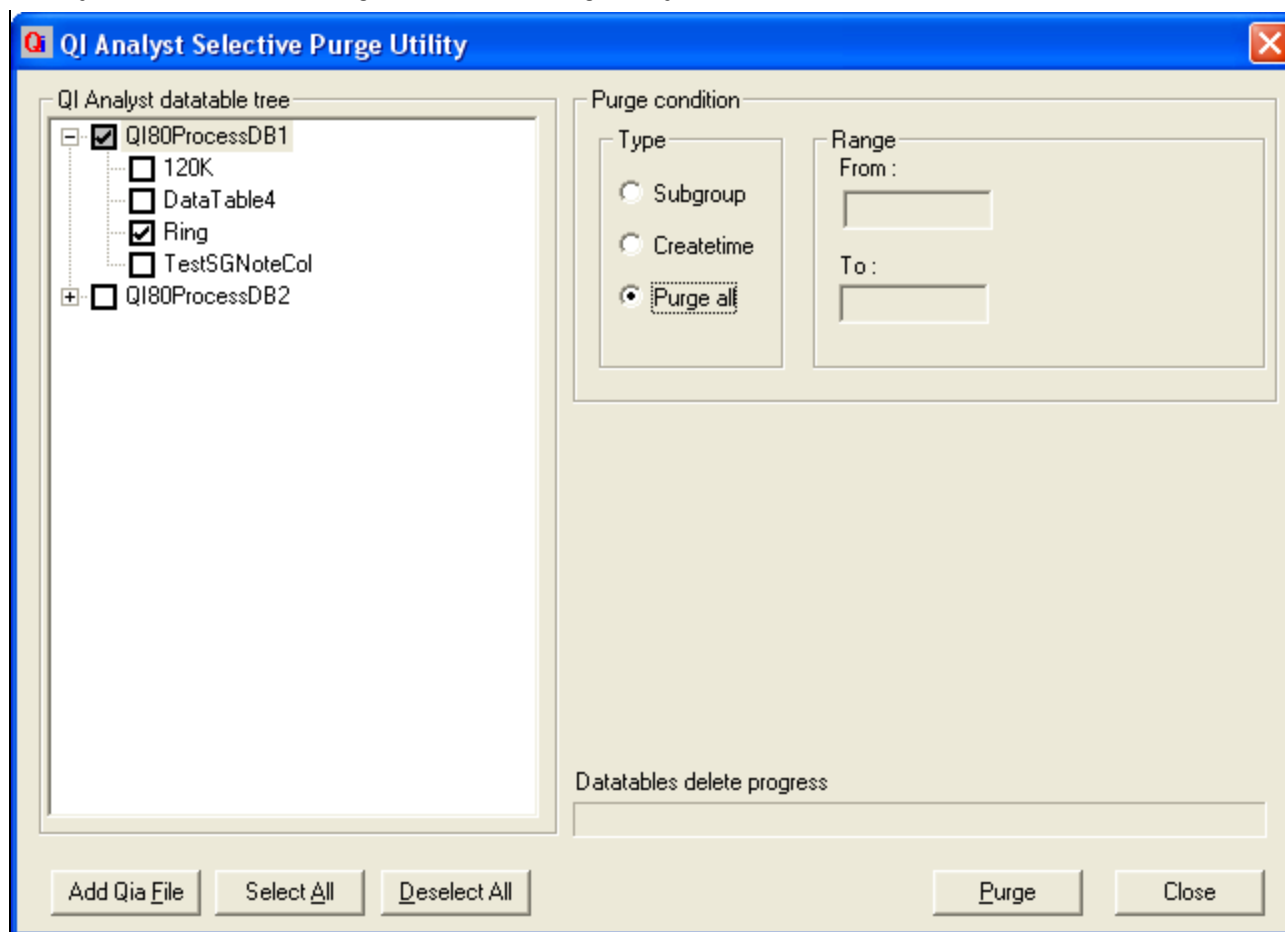 Qi QI Analyst Selective Purge Utility
QI Analyst datatable tree
QI80ProcessDB1
120K
DataTable4
Ring
TestSGNoteCol
QI80ProcessDB2
Purge condition
Type
Subgroup
Createtime
Purge all
Range
From :
To :
Datatables delete progress
Add Qia File
Select All
Deselect All
Purge
Close